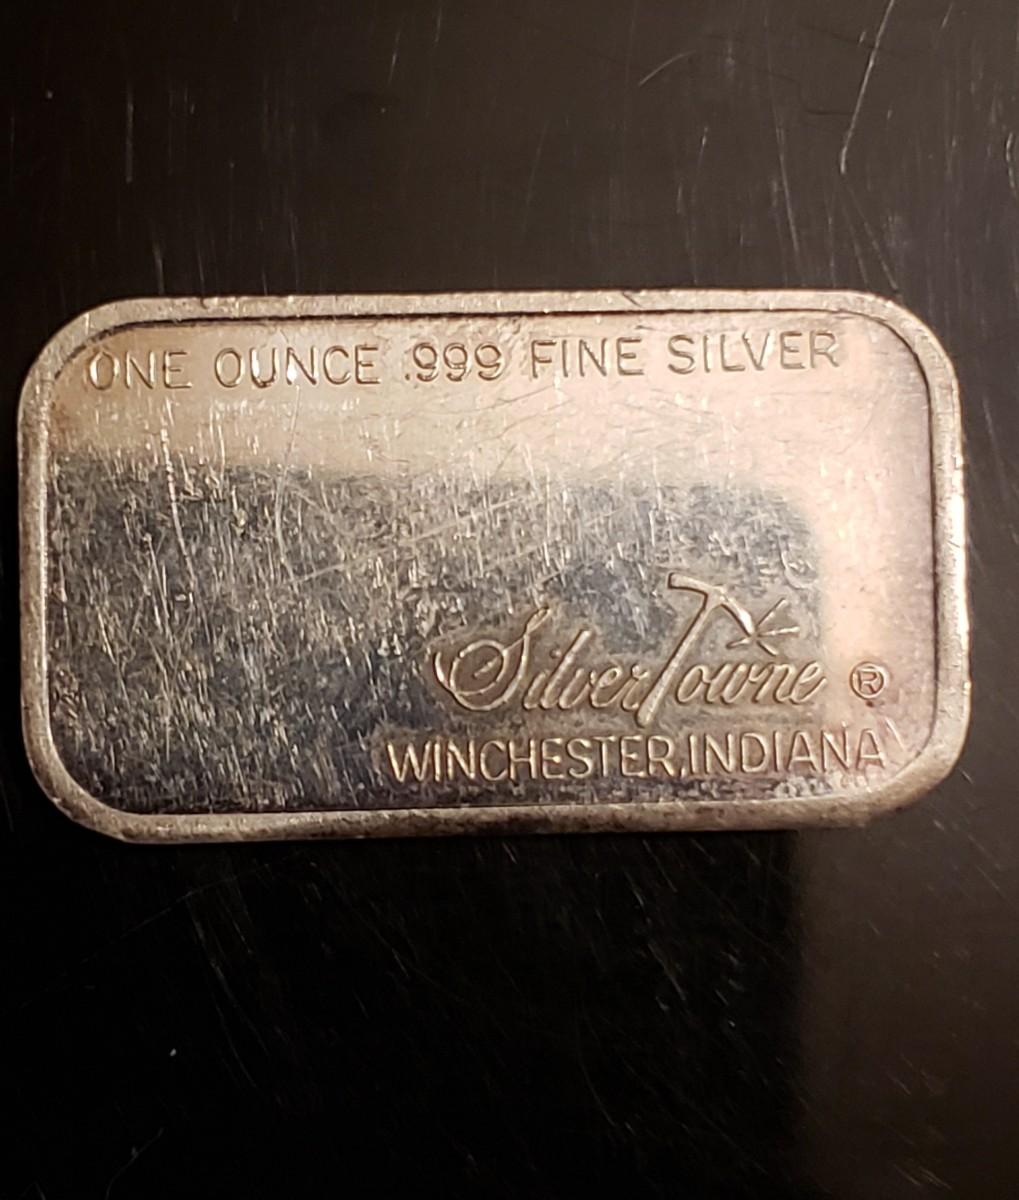 ONE OUNCE .999 FINE SILVER
SilverTowne ®
WINCHESTER, INDIANA